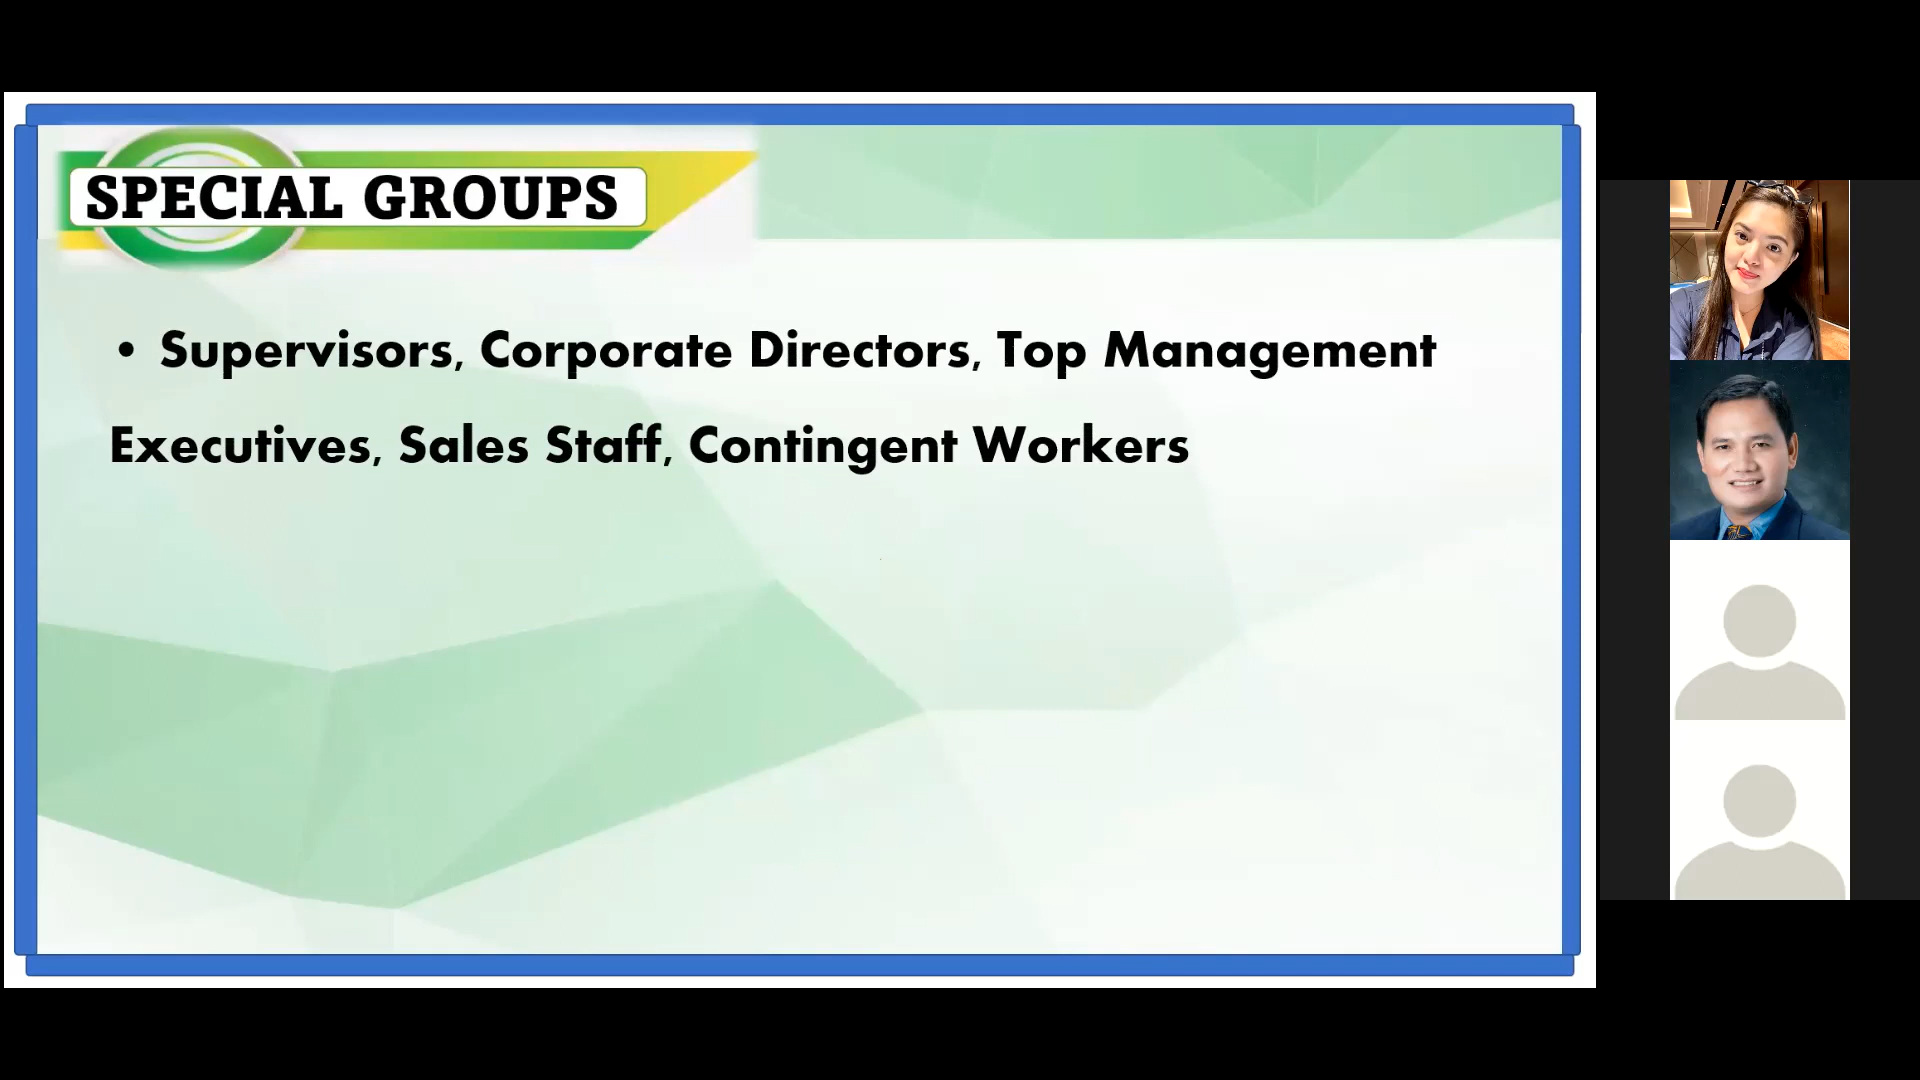 SPECIAL GROUPS
• Supervisors, Corporate Directors, Top Management
Executives, Sales Staff, Contingent Workers